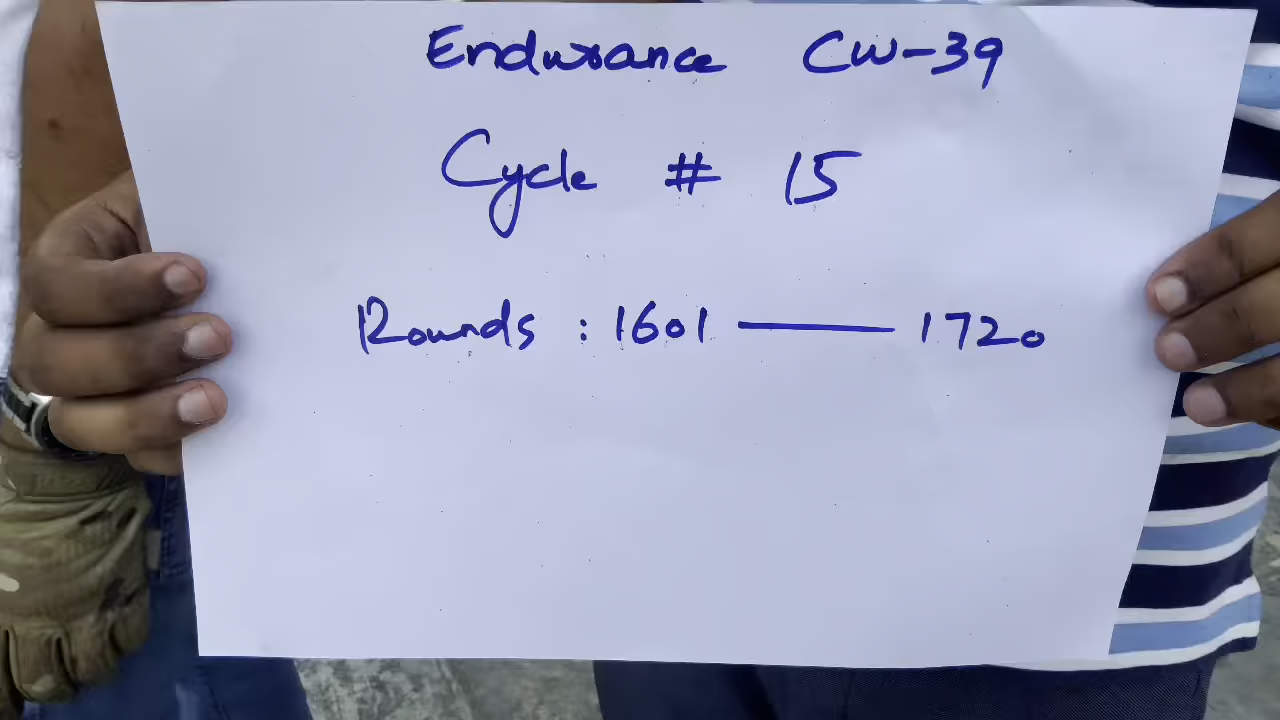 Endurance CW-39
Cycle # 15
Rounds : 1601 — 1720